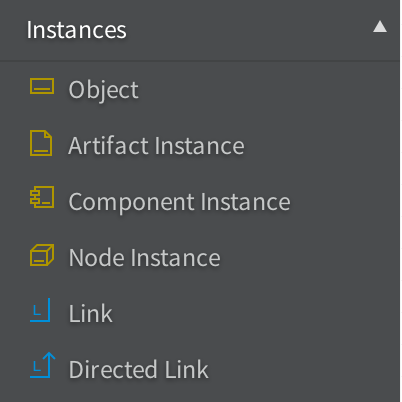 Instances
Object
Artifact Instance
Component Instance
Node Instance
Link
Directed Link